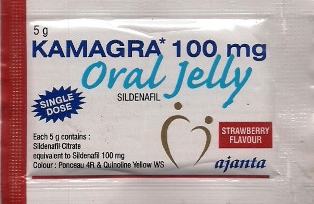 5 g
KAMAGRA* 100 mg
Oral Jelly
SILDENAFIL
SINGLE
DOSE
Each 5 g contains :
Sildenafil Citrate
equivalent to Sildenafil 100 mg
Colour : Ponceau 4R & Quinoline Yellow WS
STRAWBERRY
FLAVOUR
ajanta